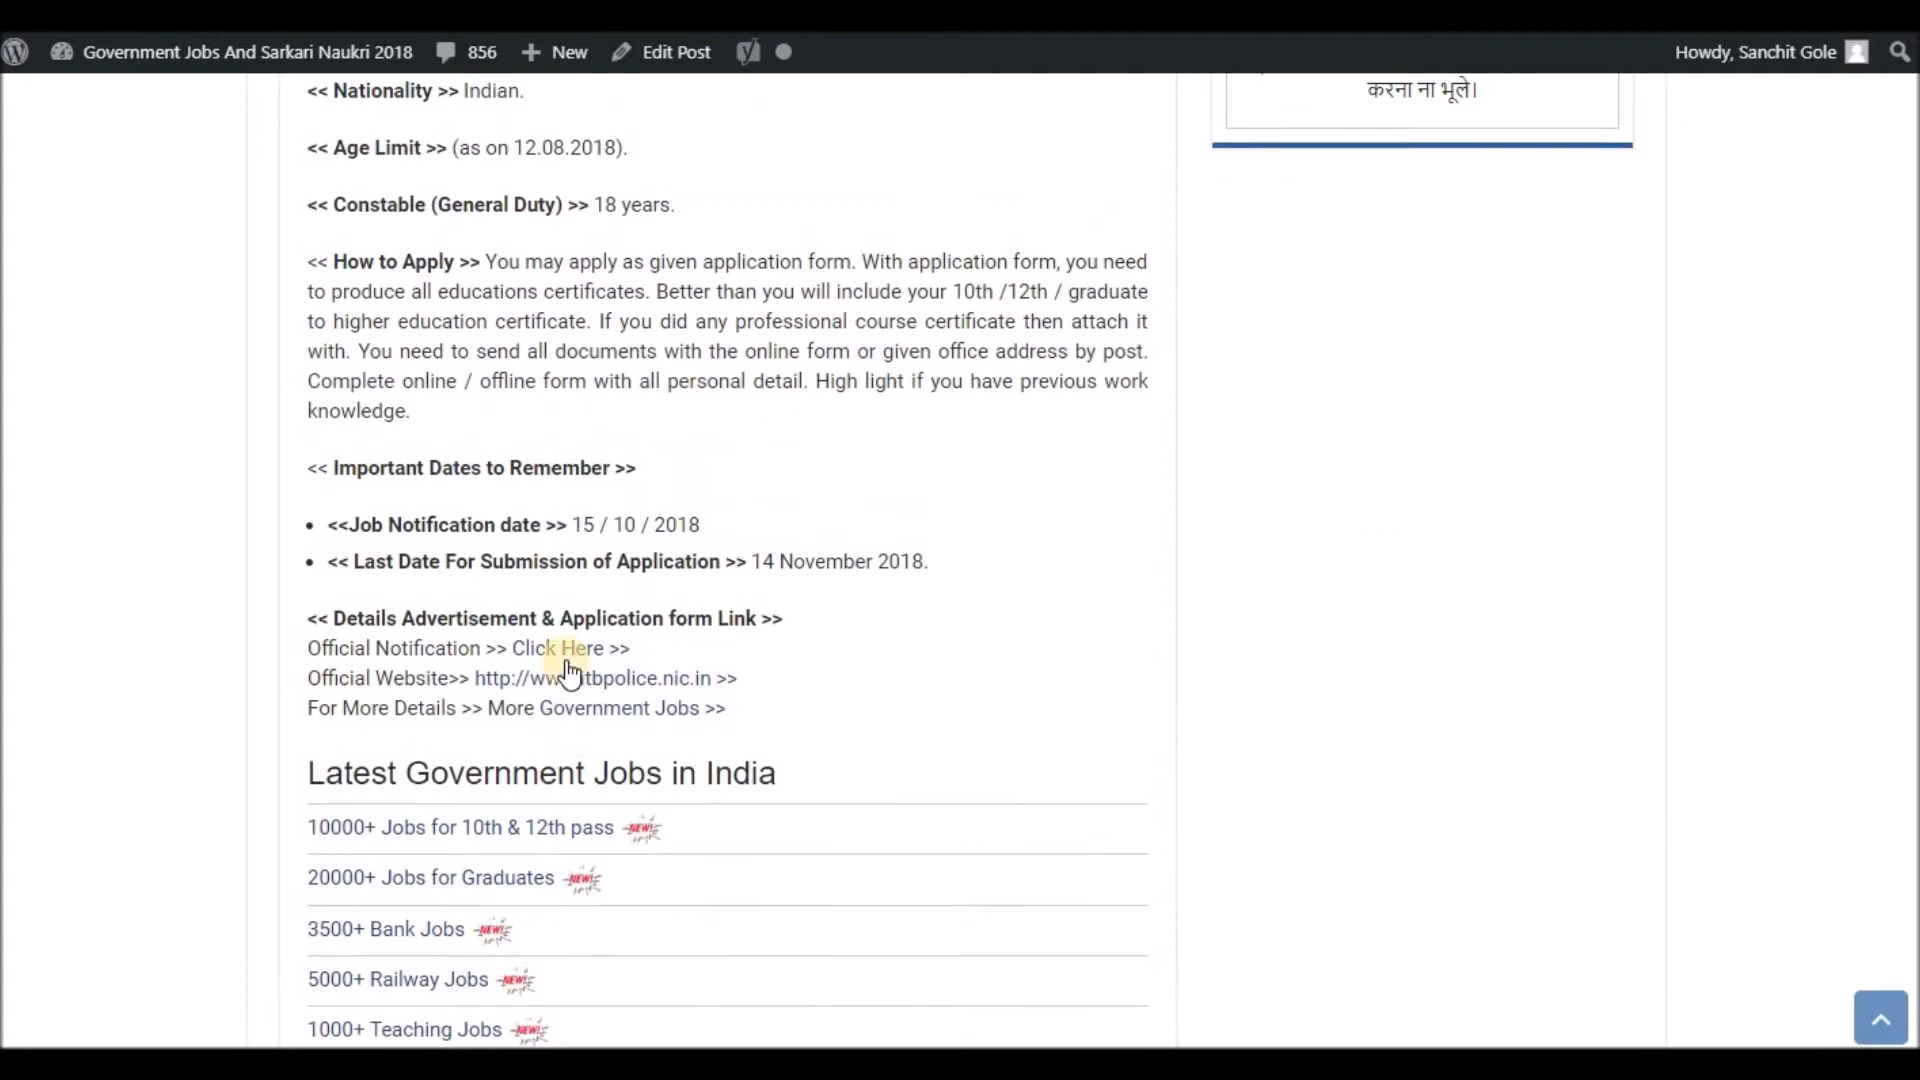 Government Jobs And Sarkari Naukri 2018 856 New Edit Post Howdy, Sanchit Gole
<< Nationality >> Indian.
करना ना भूले।
<< Age Limit >> (as on 12.08.2018).
<< Constable (General Duty) >> 18 years.
<< How to Apply >> You may apply as given application form. With application form, you need
to produce all educations certificates. Better than you will include your 10th /12th / graduate
to higher education certificate. If you did any professional course certificate then attach it
with. You need to send all documents with the online form or given office address by post.
Complete online / offline form with all personal detail. High light if you have previous work
knowledge.
<< Important Dates to Remember >>
• <<Job Notification date >> 15 / 10 / 2018
• << Last Date For Submission of Application >> 14 November 2018.
<< Details Advertisement & Application form Link >>
Official Notification >> Click Here >>
Official Website>> http://ww itbpolice.nic.in >>
For More Details >> More Government Jobs >>
Latest Government Jobs in India
10000+ Jobs for 10th & 12th pass NEW!
20000+ Jobs for Graduates NEW!
3500+ Bank Jobs NEW!
5000+ Railway Jobs NEW!
1000+ Teaching Jobs NEW!